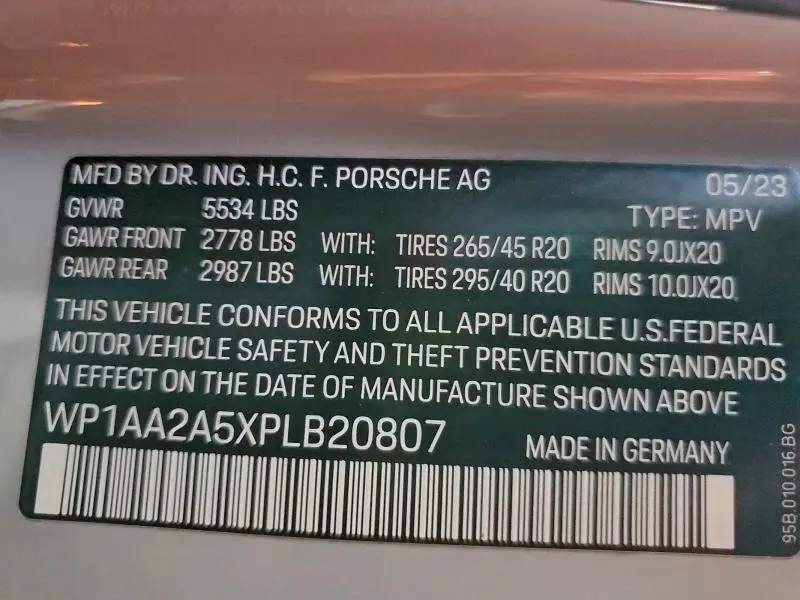 MFD BY DR. ING. H.C. F. PORSCHE AG 05/23
GVWR 5534 LBS TYPE: MPV
GAWR FRONT 2778 LBS WITH: TIRES 265/45 R20 RIMS 9.0JX20
GAWR REAR 2987 LBS WITH: TIRES 295/40 R20 RIMS 10.0JX20
THIS VEHICLE CONFORMS TO ALL APPLICABLE U.S.FEDERAL
MOTOR VEHICLE SAFETY AND THEFT PREVENTION STANDARDS
IN EFFECT ON THE DATE OF MANUFACTURE SHOWN ABOVE
WP1AA2A5XPLB20807 MADE IN GERMANY
95B.010.016.BG